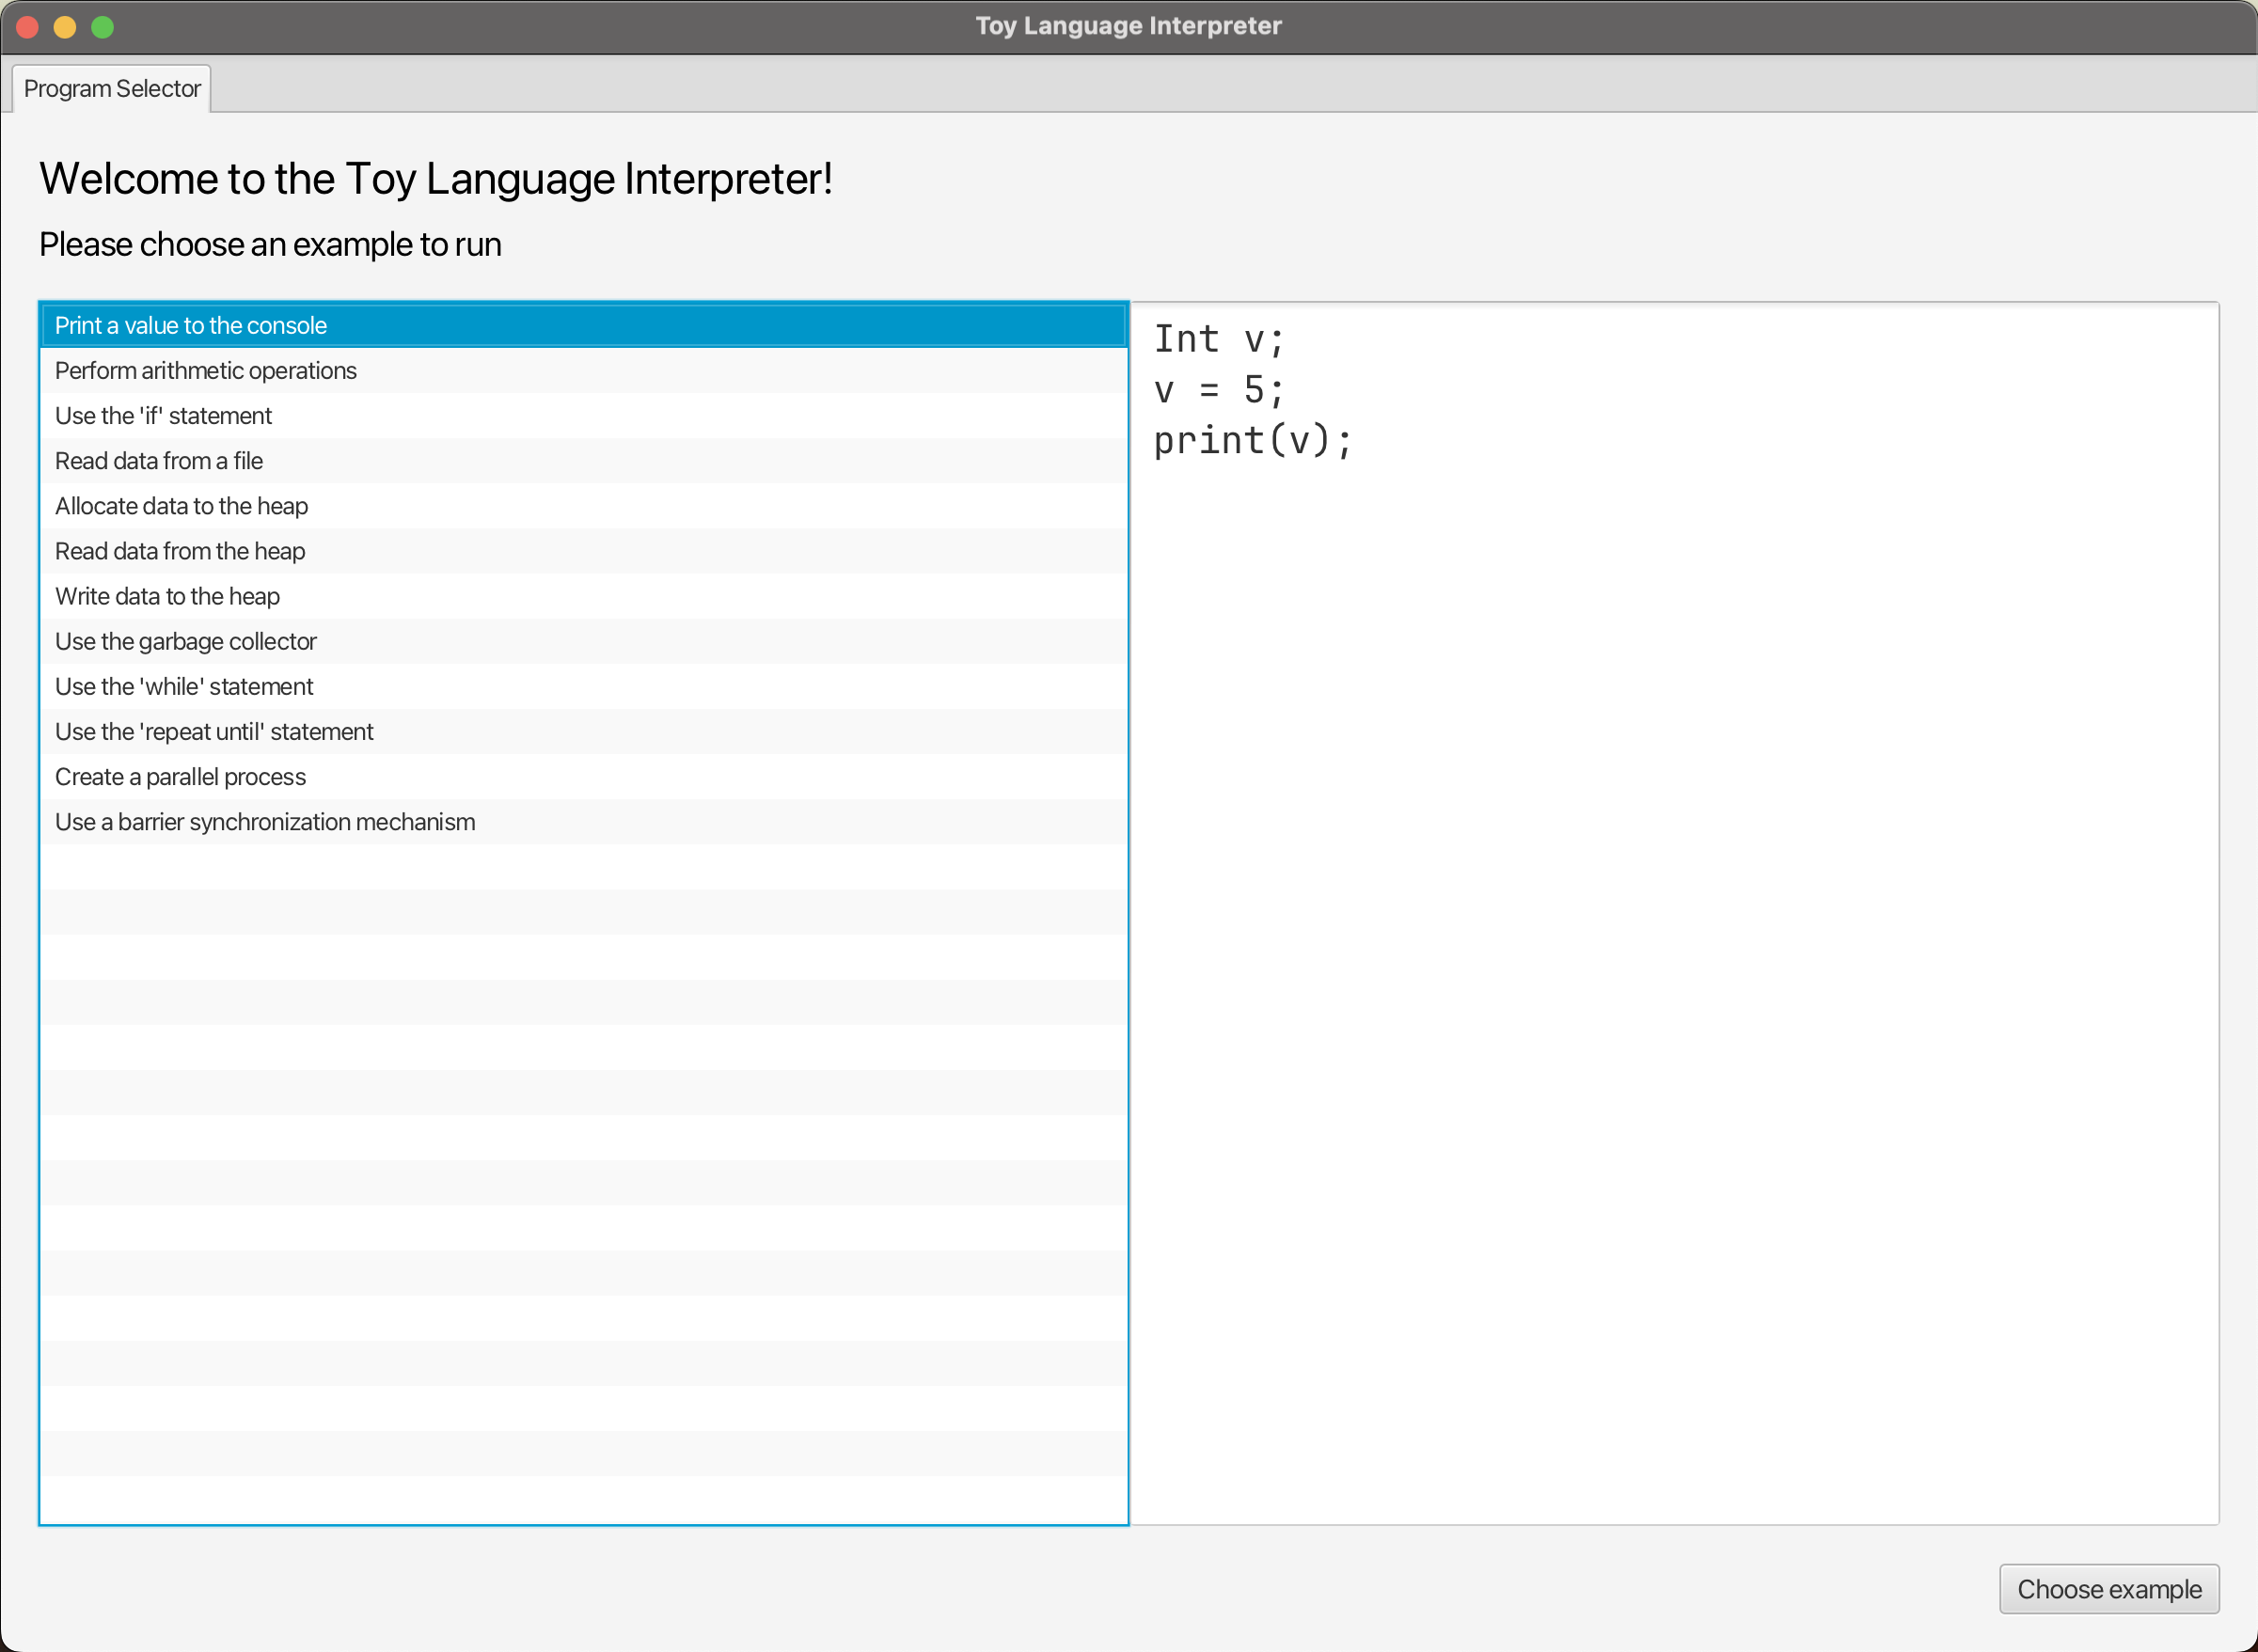 Toy Language Interpreter
Program Selector
Welcome to the Toy Language Interpreter!
Please choose an example to run
Print a value to the console
Perform arithmetic operations
Use the 'if' statement
Read data from a file
Allocate data to the heap
Read data from the heap
Write data to the heap
Use the garbage collector
Use the 'while' statement
Use the 'repeat until' statement
Create a parallel process
Use a barrier synchronization mechanism
Int v;
v = 5;
print(v);
Choose example